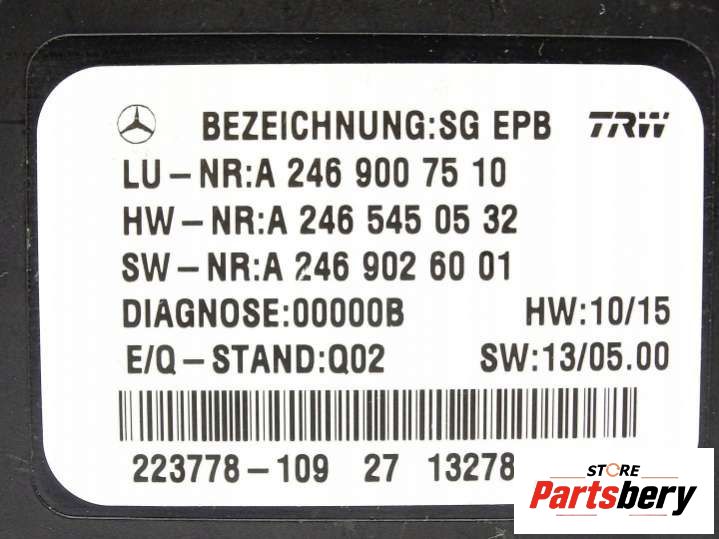 BEZEICHNUNG:SG EPB TRW
LU-NR:A 246 900 75 10
HW-NR:A 246 545 05 32
SW-NR:A 246 902 60 01
DIAGNOSE:00000B HW:10/15
E/Q-STAND:Q02 SW:13/05.00
223778-109 27 13278
STORE
Partsbery